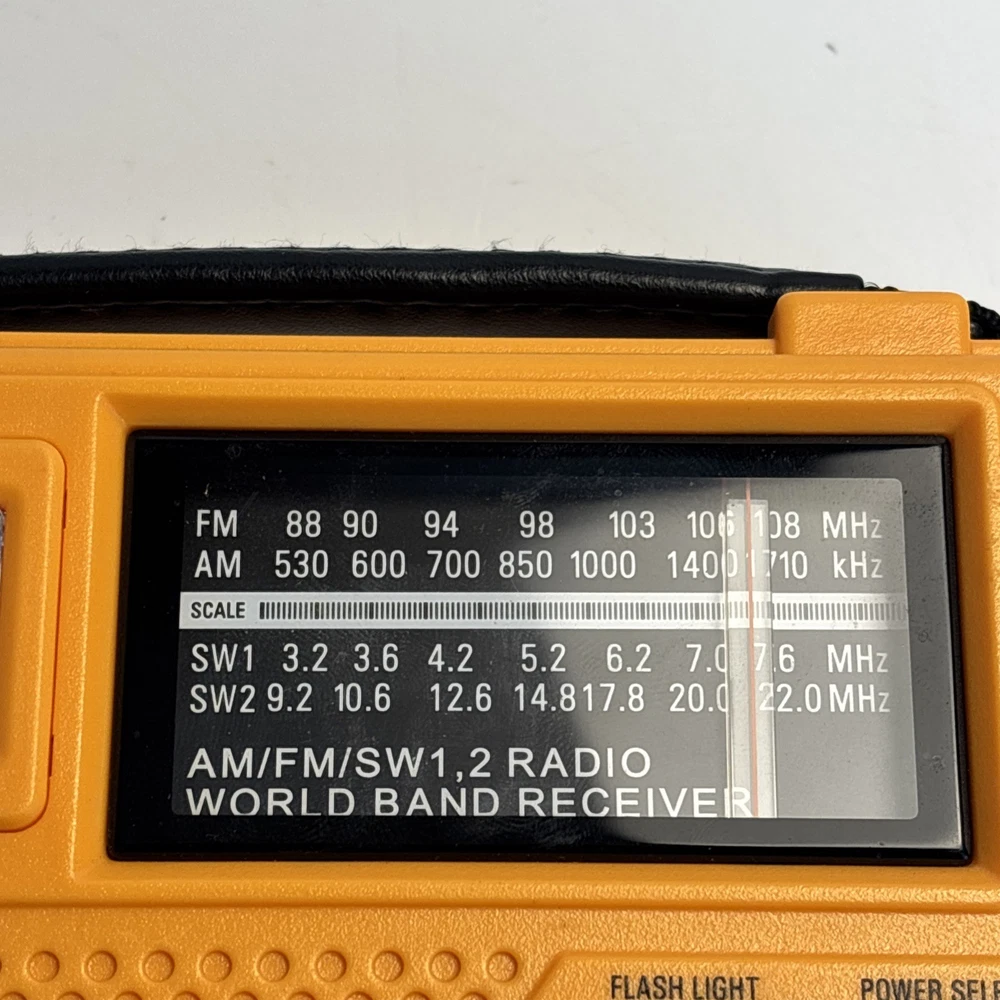 FM 88 90 94 98 103 106 108 MHz
AM 530 600 700 850 1000 1400 1710 kHz
SCALE
SW1 3.2 3.6 4.2 5.2 6.2 7.0 7.6 MHz
SW2 9.2 10.6 12.6 14.8 17.8 20.0 22.0 MHz
AM/FM/SW1,2 RADIO
WORLD BAND RECEIVER
FLASH LIGHT POWER